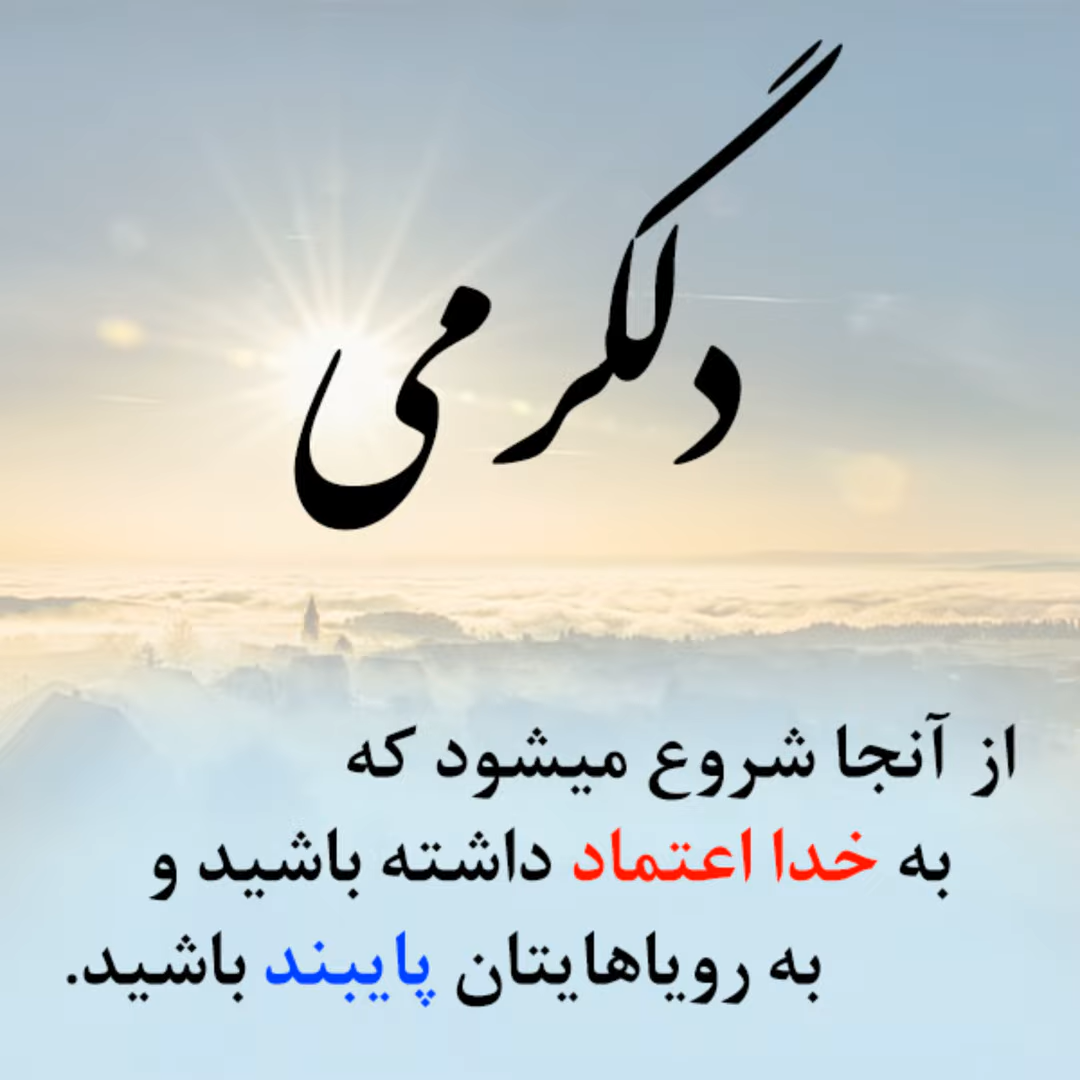 دلگرمی
از آنجا شروع میشود که
به خدا اعتماد داشته باشید و
به رویاهایتان پایبند باشید.